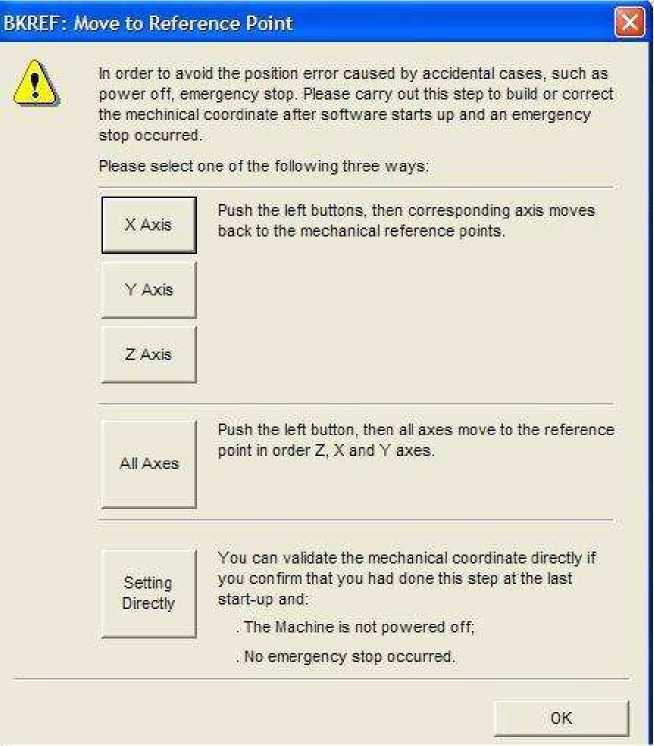 BKREF: Move to Reference Point
In order to avoid the position error caused by accidental cases, such as
power off, emergency stop. Please carry out this step to build or correct
the mechinical coordinate after software starts up and an emergency
stop occurred.
Please select one of the following three ways:
X Axis
Push the left buttons, then corresponding axis moves
back to the mechanical reference points.
Y Axis
Z Axis
All Axes
Push the left button, then all axes move to the reference
point in order Z, X and Y axes.
Setting
Directly
You can validate the mechanical coordinate directly if
you confirm that you had done this step at the last
start-up and:
. The Machine is not powered off;
. No emergency stop occurred.
OK